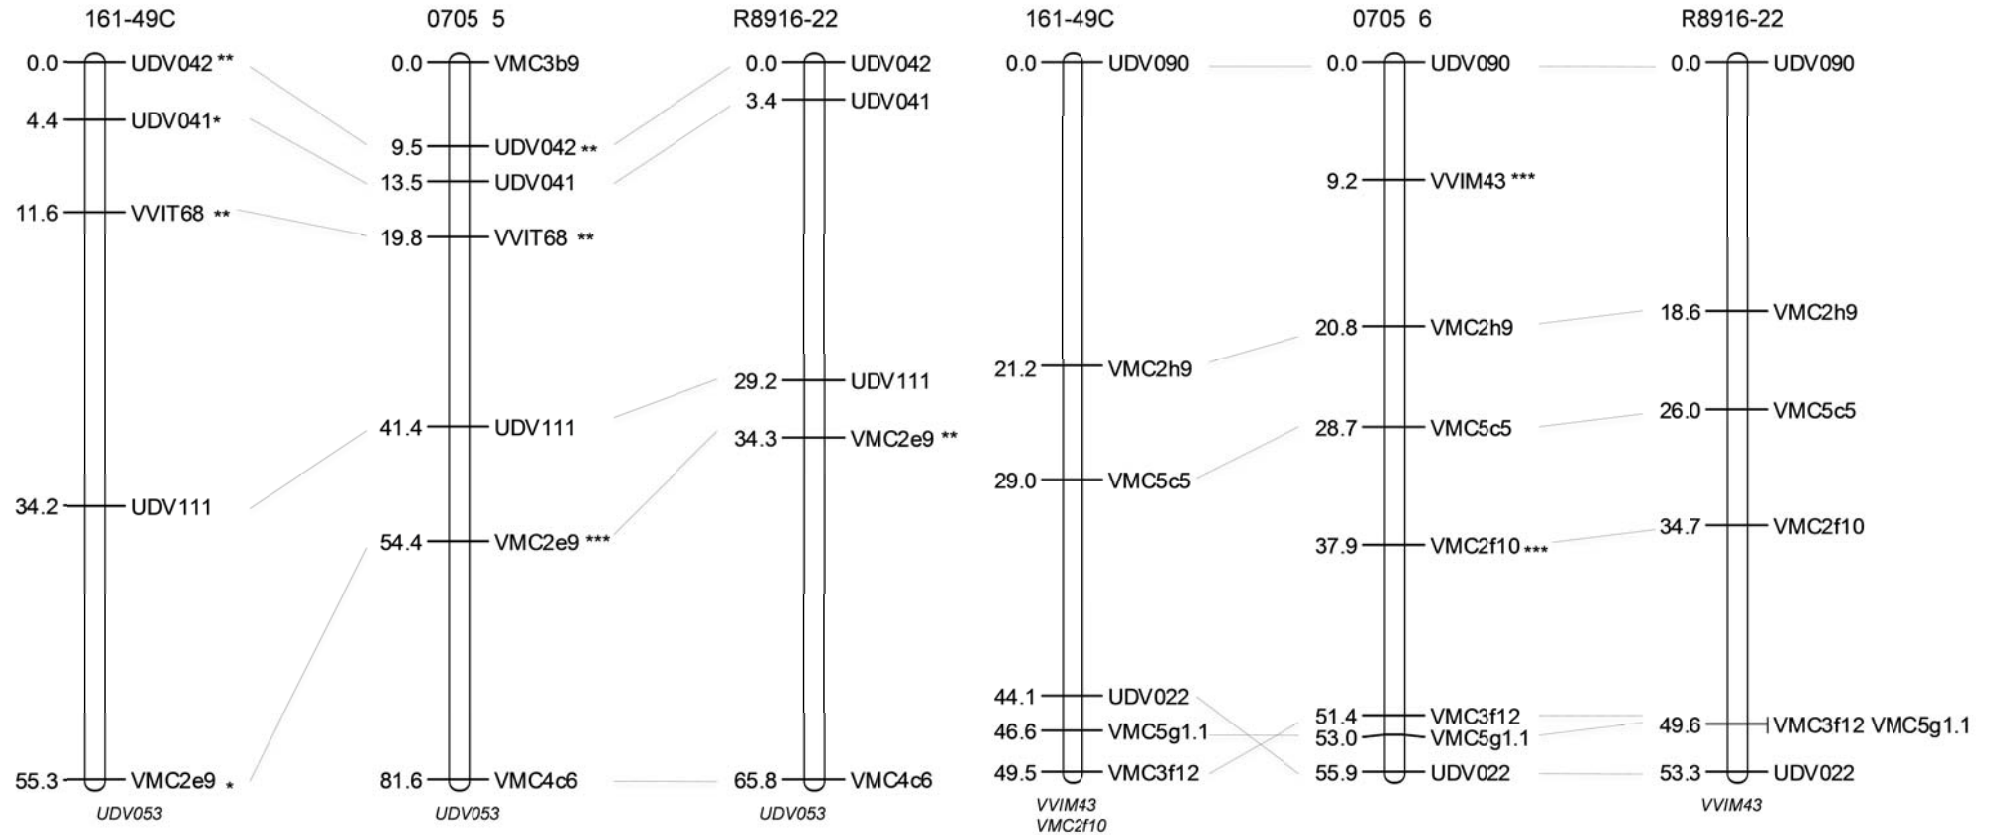 161-49C
0.0 UDV042 **
4.4 UDV041*
11.6 VVIT68 **
34.2 UDV111
55.3 VMC2e9 *
UDV053
0705 5
0.0 VMC3b9
9.5 UDV042 **
13.5 UDV041
19.8 VVIT68 **
41.4 UDV111
54.4 VMC2e9 ***
81.6 VMC4c6
UDV053
R8916-22
0.0 UDV042
3.4 UDV041
29.2 UDV111
34.3 VMC2e9 **
65.8 VMC4c6
UDV053
161-49C
0.0 UDV090
21.2 VMC2h9
29.0 VMC5c5
44.1 UDV022
46.6 VMC5g1.1
49.5 VMC3f12
VVIM43
VMC2f10
0705 6
0.0 UDV090
9.2 VVIM43 ***
20.8 VMC2h9
28.7 VMC5c5
37.9 VMC2f10 ***
51.4 VMC3f12
53.0 VMC5g1.1
55.9 UDV022
R8916-22
0.0 UDV090
18.6 VMC2h9
26.0 VMC5c5
34.7 VMC2f10
49.6 VMC3f12 VMC5g1.1
53.3 UDV022
VVIM43